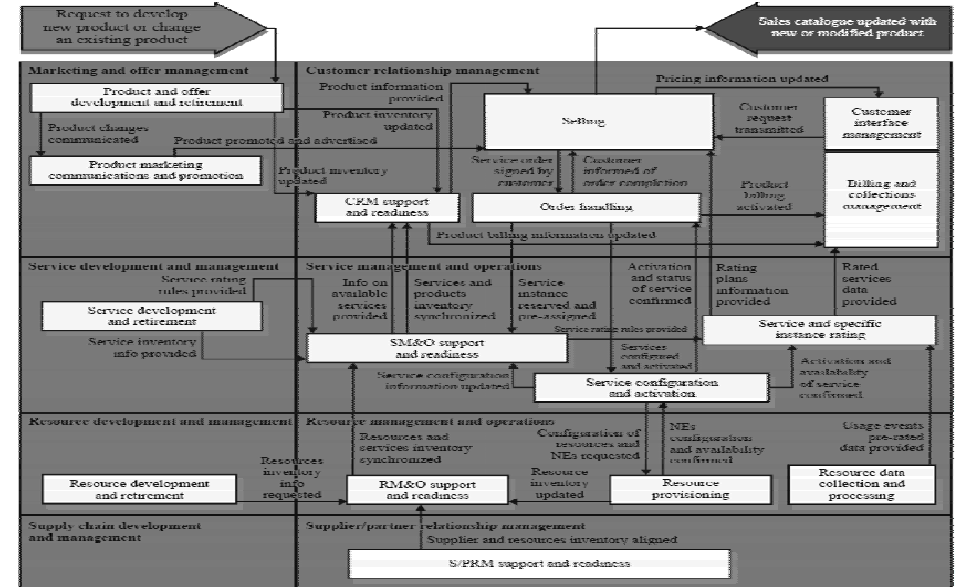 Request to develop
new product or change
an existing product
Sales catalogue updated with
new or modified product
Marketing and offer management
Customer relationship management
Product and offer
development and retirement
Product information
provided
Pricing information updated
Product inventory
updated
Selling
Customer
request
transmitted
Customer
interface
management
Product changes
communicated
Product promoted and advertised
Product marketing
communications and promotion
Product inventory
updated
Service order
signed by
customer
Customer
informed of
order completion
Product
billing
activated
Billing and
collections
management
CRM support
and readiness
Order handling
Product billing information updated
Service development and management
Service management and operations
Service rating
rules provided
Info on
available
services
provided
Services and
products
inventory
synchronized
Service
instance
reserved and
pre-assigned
Activation
and status
of service
confirmed
Rating
plans
information
provided
Rated
services
data
provided
Service development
and retirement
Service rating rules provided
Service and specific
instance rating
Service inventory
info provided
SM&O support
and readiness
Services
configured
and activated
Service configuration
information updated
Service configuration
and activation
Activation and
availability
of service
confirmed
Resource development and management
Resource management and operations
Resources and
services inventory
synchronized
Configuration of
resources and
NEs requested
NEs
configuration
and availability
confirmed
Usage events
pre-rated
data provided
Resources
inventory
info
requested
Resource development
and retirement
RM&O support
and readiness
Resource
inventory
updated
Resource
provisioning
Resource data
collection and
processing
Supply chain development
and management
Supplier/partner relationship management
Supplier and resources inventory aligned
S/PRM support and readiness